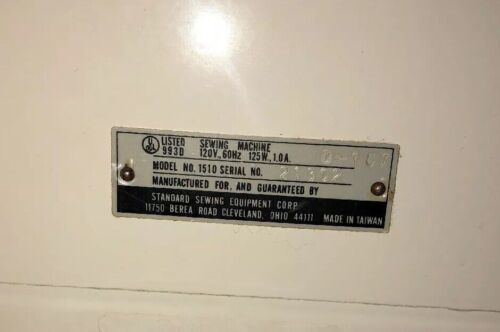 LISTED SEWING MACHINE
993D 120V., 60Hz 125W., 1.0A.
MODEL NO. 1510 SERIAL NO.
MANUFACTURED FOR, AND GUARANTEED BY
STANDARD SEWING EQUIPMENT CORP
11750 BEREA ROAD CLEVELAND, OHIO 44111 MADE IN TAIWAN